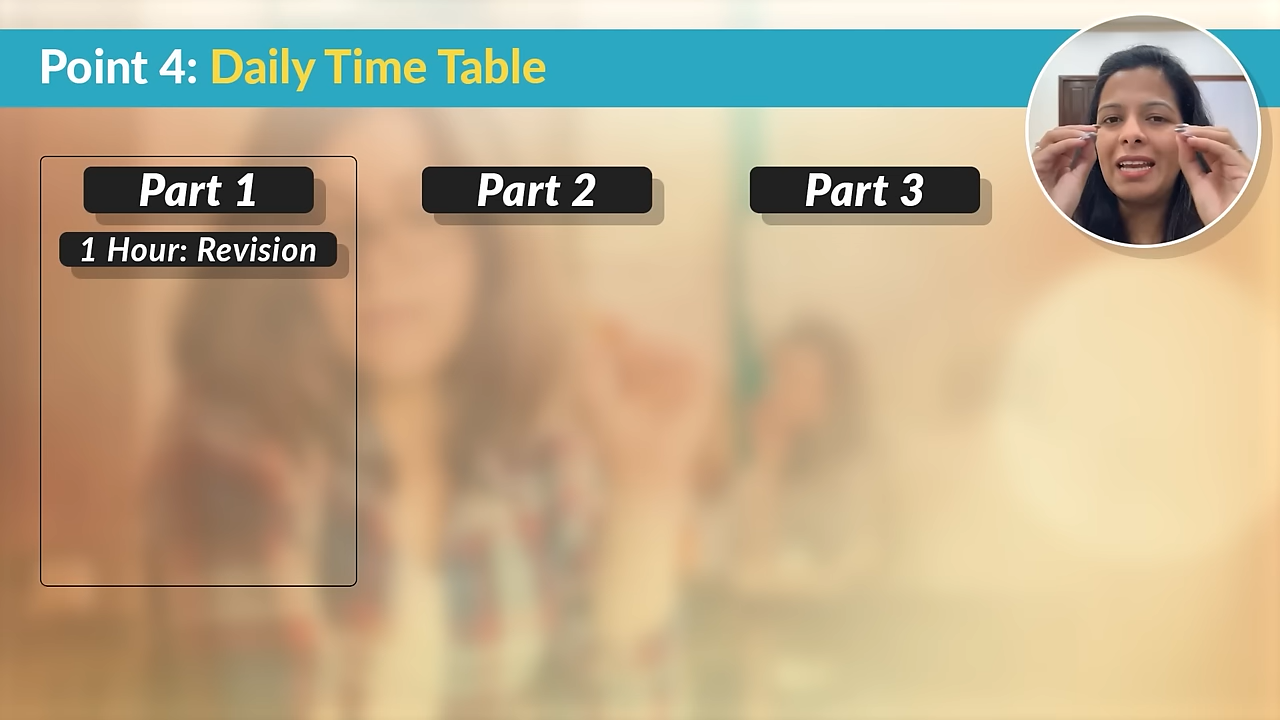 Point 4: Daily Time Table
Part 1
Part 2
Part 3
1 Hour: Revision